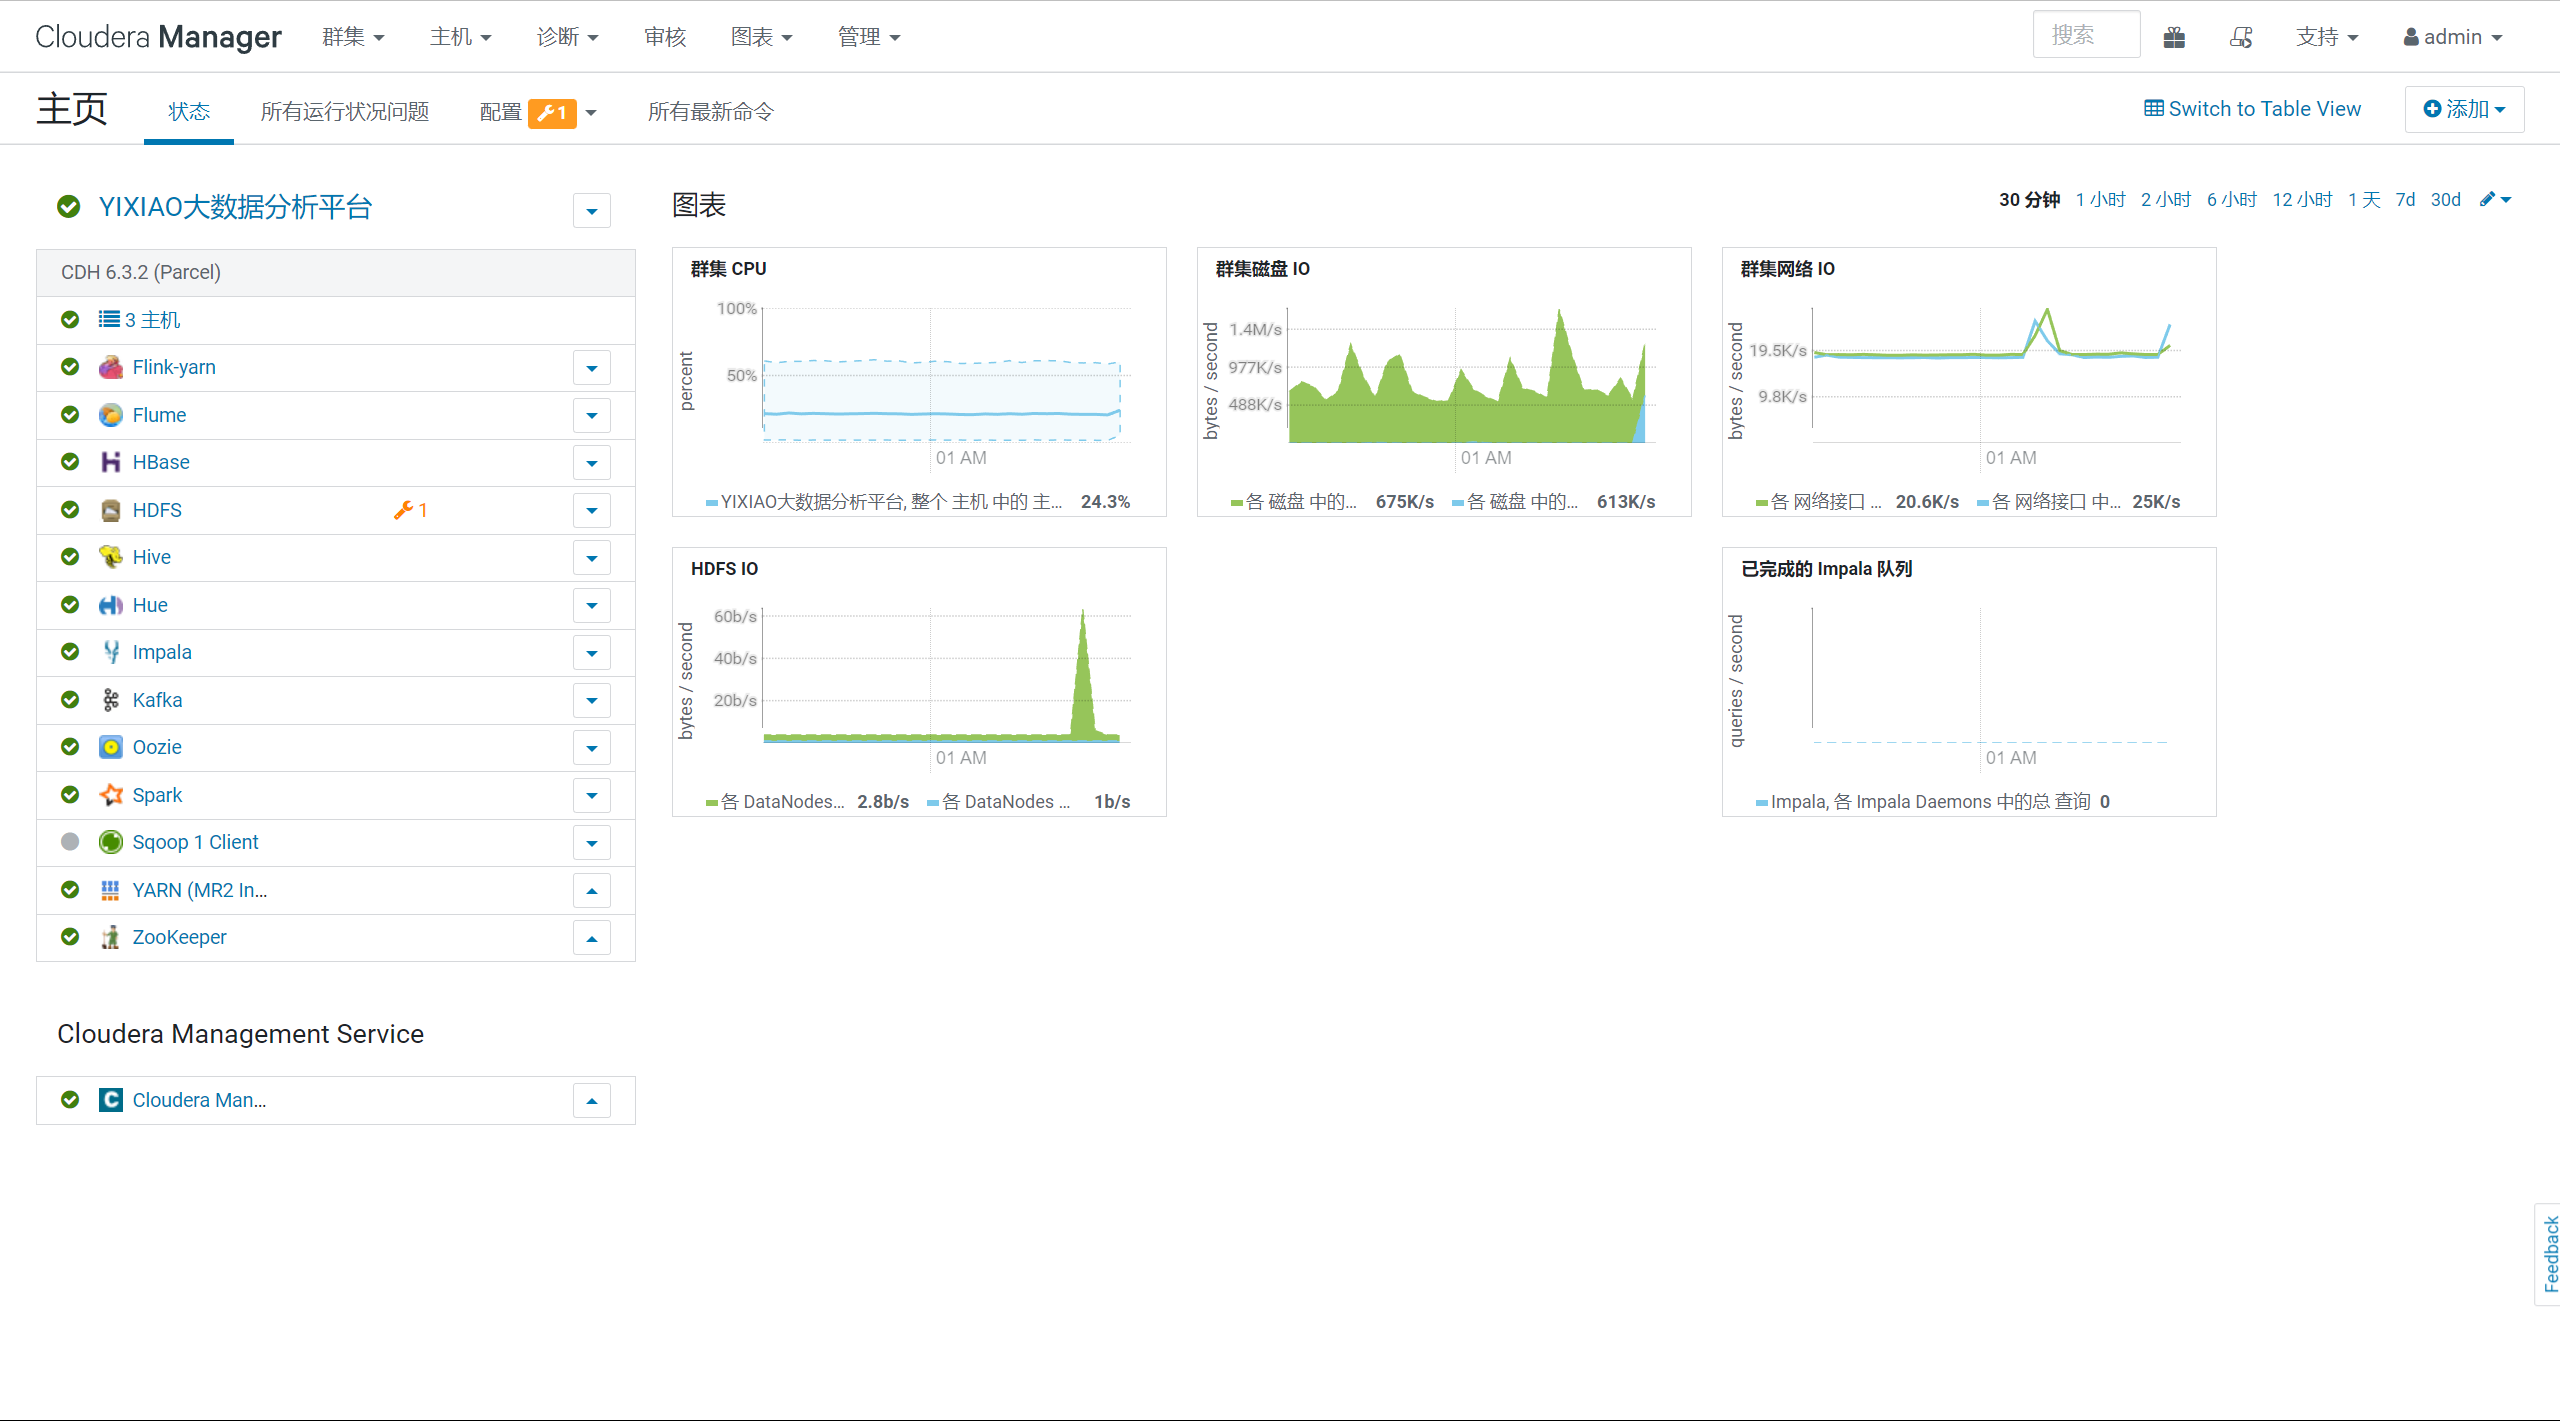 Cloudera Manager 群集 主机 诊断 审核 图表 管理 搜索 支持 admin
主页 状态 所有运行状况问题 配置 1 所有最新命令 Switch to Table View 添加
YIXIAO大数据分析平台
CDH 6.3.2 (Parcel)
3 主机
Flink-yarn
Flume
HBase
HDFS 1
Hive
Hue
Impala
Kafka
Oozie
Spark
Sqoop 1 Client
YARN (MR2 In...
ZooKeeper
Cloudera Management Service
Cloudera Man...
图表
30 分钟 1 小时 2 小时 6 小时 12 小时 1 天 7d 30d
群集 CPU
percent
100%
50%
01 AM
YIXIAO大数据分析平台, 整个 主机 中的 主... 24.3%
群集磁盘 IO
bytes / second
1.4M/s
977K/s
488K/s
01 AM
各 磁盘 中的... 675K/s 各 磁盘 中的... 613K/s
群集网络 IO
bytes / second
19.5K/s
9.8K/s
01 AM
各 网络接口 ... 20.6K/s 各 网络接口 中... 25K/s
HDFS IO
bytes / second
60b/s
40b/s
20b/s
01 AM
各 DataNodes... 2.8b/s 各 DataNodes ... 1b/s
已完成的 Impala 队列
queries / second
01 AM
Impala, 各 Impala Daemons 中的总 查询 0
Feedback